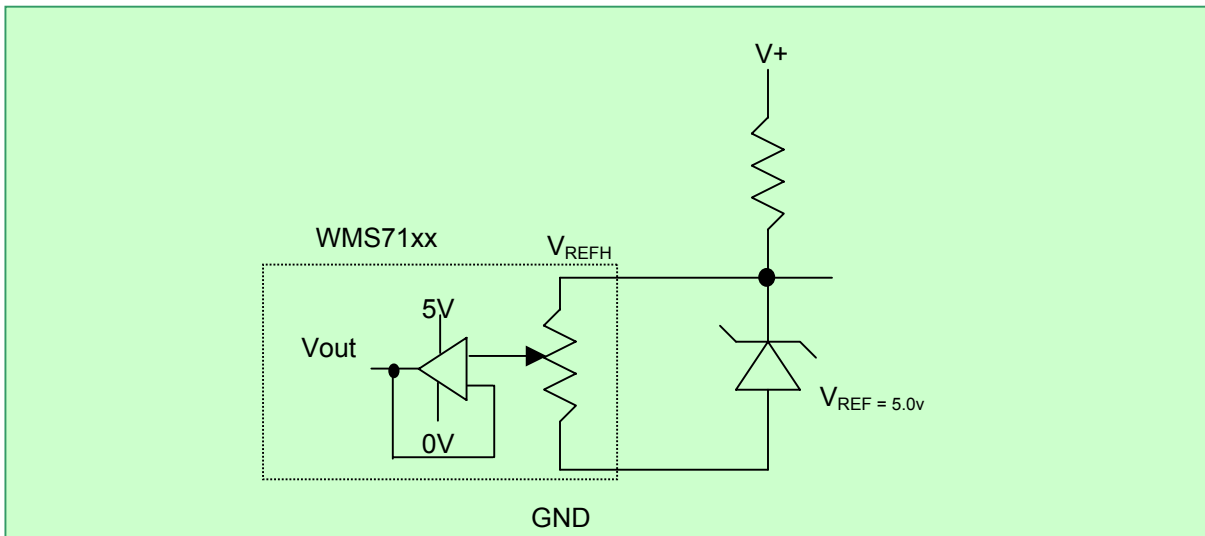 V+
WMS71xx
VREFH
5V
Vout
VREF = 5.0v
0V
GND